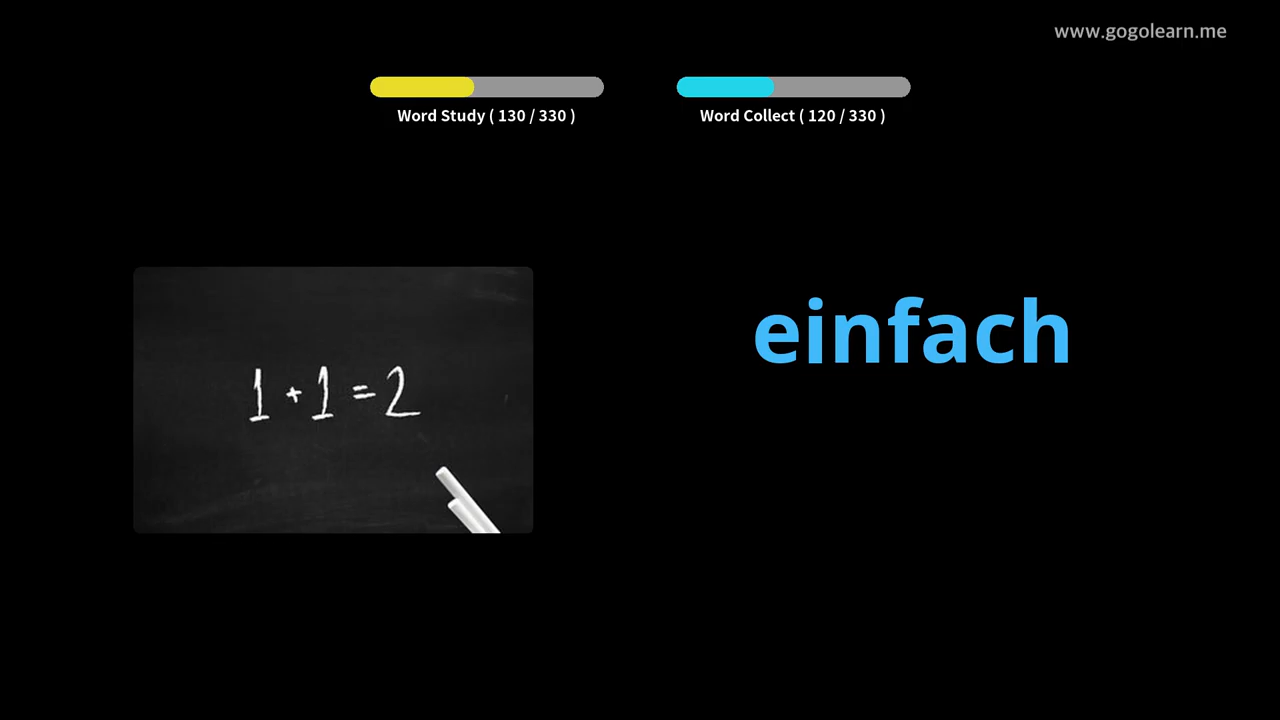 www.gogolearn.me
Word Study ( 130 / 330 )
Word Collect ( 120 / 330 )
einfach
1 + 1 = 2